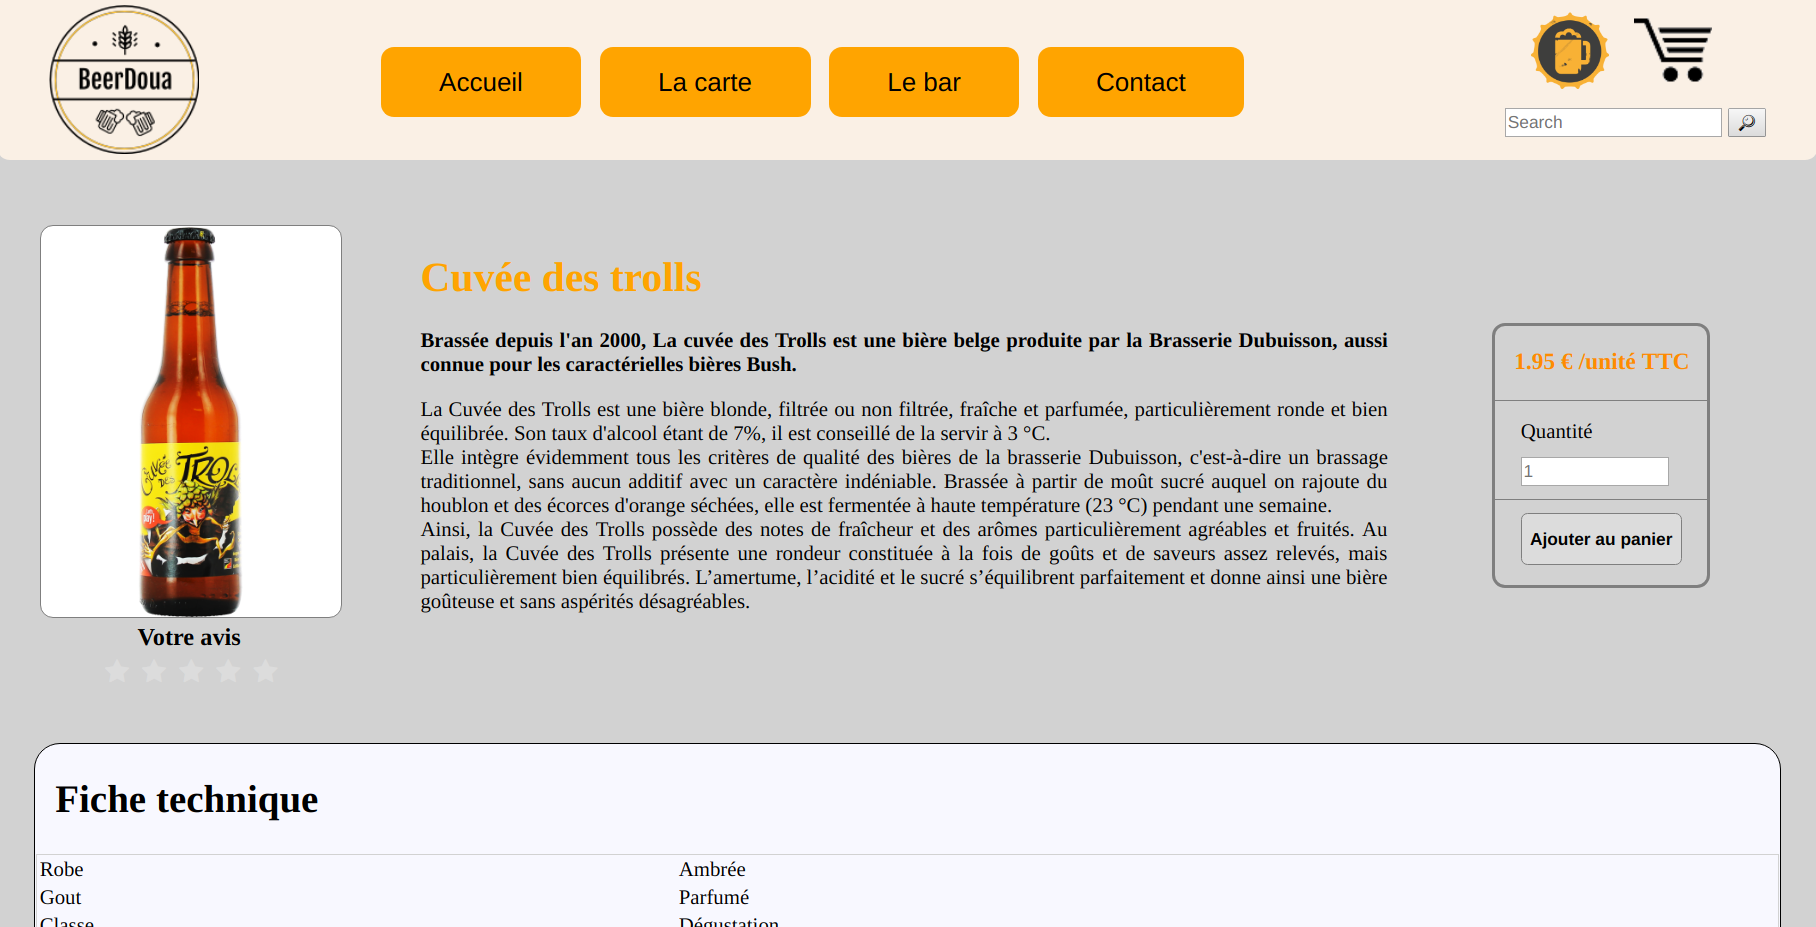 BeerDoua
Accueil
La carte
Le bar
Contact
Search
Cuvée des trolls
Brassée depuis l'an 2000, La cuvée des Trolls est une bière belge produite par la Brasserie Dubuisson, aussi
connue pour les caractérielles bières Bush.
La Cuvée des Trolls est une bière blonde, filtrée ou non filtrée, fraîche et parfumée, particulièrement ronde et bien
équilibrée. Son taux d'alcool étant de 7%, il est conseillé de la servir à 3 °C.
Elle intègre évidemment tous les critères de qualité des bières de la brasserie Dubuisson, c'est-à-dire un brassage
traditionnel, sans aucun additif avec un caractère indéniable. Brassée à partir de moût sucré auquel on rajoute du
houblon et des écorces d'orange séchées, elle est fermentée à haute température (23 °C) pendant une semaine.
Ainsi, la Cuvée des Trolls possède des notes de fraîcheur et des arômes particulièrement agréables et fruités. Au
palais, la Cuvée des Trolls présente une rondeur constituée à la fois de goûts et de saveurs assez relevés, mais
particulièrement bien équilibrés. L’amertume, l’acidité et le sucré s’équilibrent parfaitement et donne ainsi une bière
goûteuse et sans aspérités désagréables.
1.95 € /unité TTC
Quantité
1
Ajouter au panier
Cuvée
DES TROL
Votre avis
Fiche technique
Robe Ambrée
Gout Parfumé
Classe Dégustation